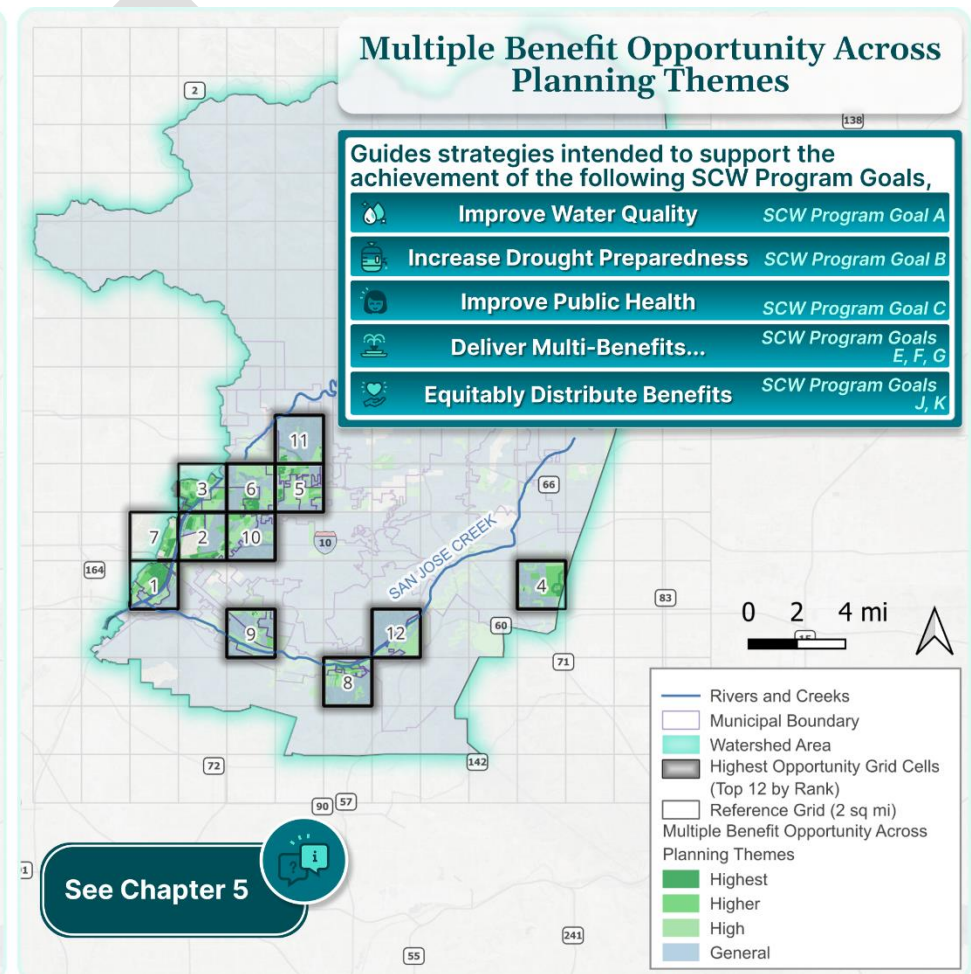 Multiple Benefit Opportunity Across
Planning Themes
Guides strategies intended to support the
achievement of the following SCW Program Goals,
Improve Water Quality SCW Program Goal A
Increase Drought Preparedness SCW Program Goal B
Improve Public Health SCW Program Goal C
Deliver Multi-Benefits... SCW Program Goals
E, F, G
Equitably Distribute Benefits SCW Program Goals
J, K
2
138
11
3
6
5
66
7
2
10
10
SAN JOSE CREEK
164
1
4
83
9
12
60
0 2 4 mi
15
71
8
72
142
90
57
See Chapter 5
?
i
55
241
Rivers and Creeks
Municipal Boundary
Watershed Area
Highest Opportunity Grid Cells
(Top 12 by Rank)
Reference Grid (2 sq mi)
Multiple Benefit Opportunity Across
Planning Themes
Highest
Higher
High
General